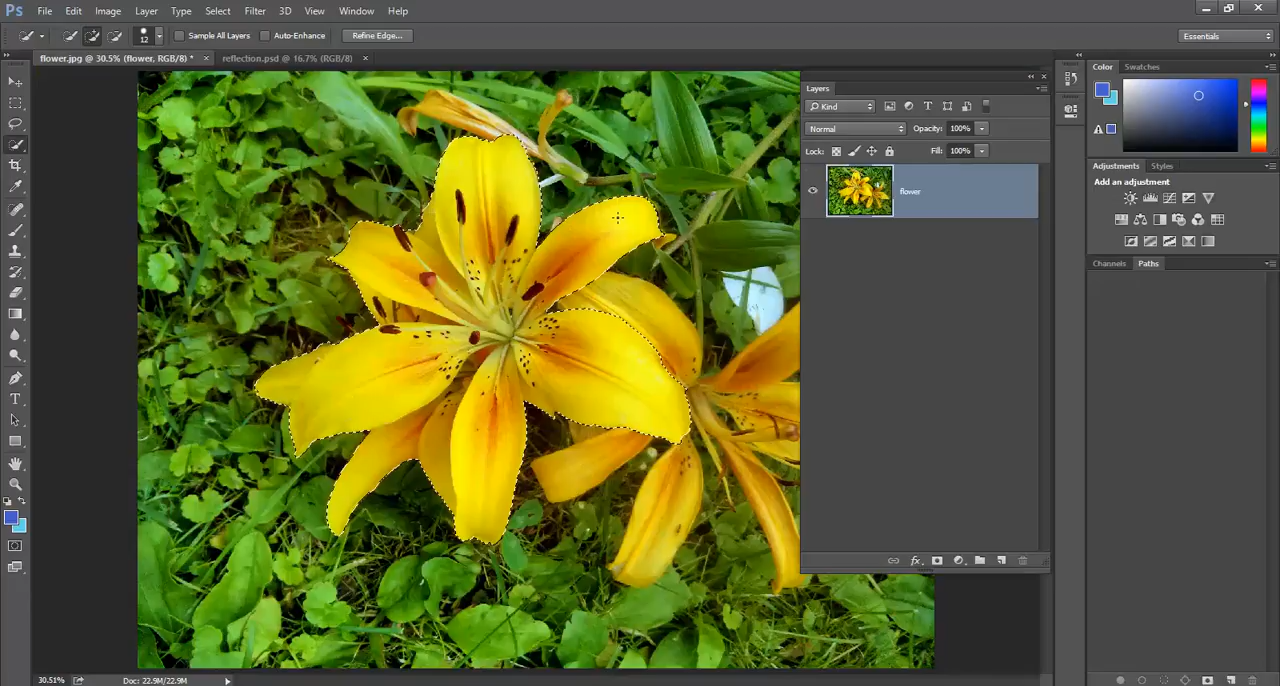 Ps File Edit Image Layer Type Select Filter 3D View Window Help
12 Sample All Layers Auto-Enhance Refine Edge... Essentials
flower.jpg @ 30.5% (flower, RGB/8) * × reflection.psd @ 16.7% (RGB/8) ×
Layers
Kind
Normal Opacity: 100%
Lock: Fill: 100%
flower
Color Swatches
Adjustments Styles
Add an adjustment
Channels Paths
30.51% Doc: 22.9M/22.9M